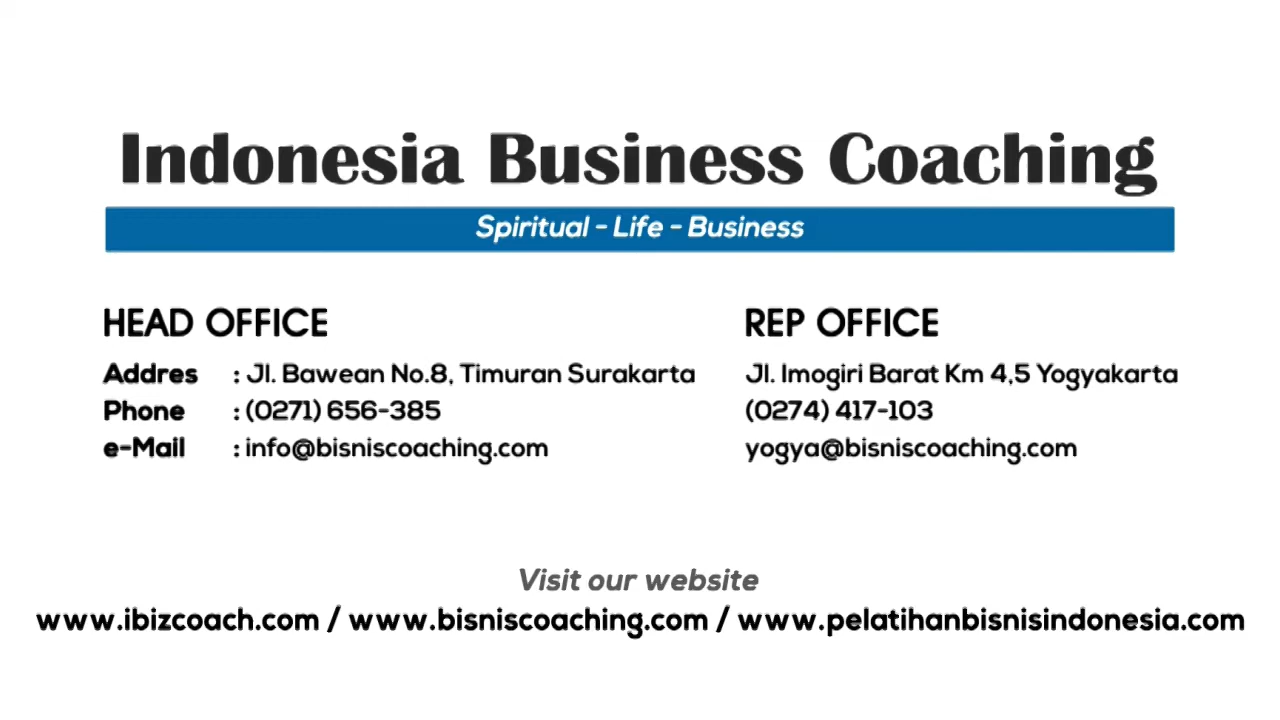 Indonesia Business Coaching
Spiritual - Life - Business
HEAD OFFICE
Addres : Jl. Bawean No.8, Timuran Surakarta
Phone : (0271) 656-385
e-Mail : info@bisniscoaching.com
REP OFFICE
Jl. Imogiri Barat Km 4,5 Yogyakarta
(0274) 417-103
yogya@bisniscoaching.com
Visit our website
www.ibizcoach.com / www.bisniscoaching.com / www.pelatihanbisnisindonesia.com